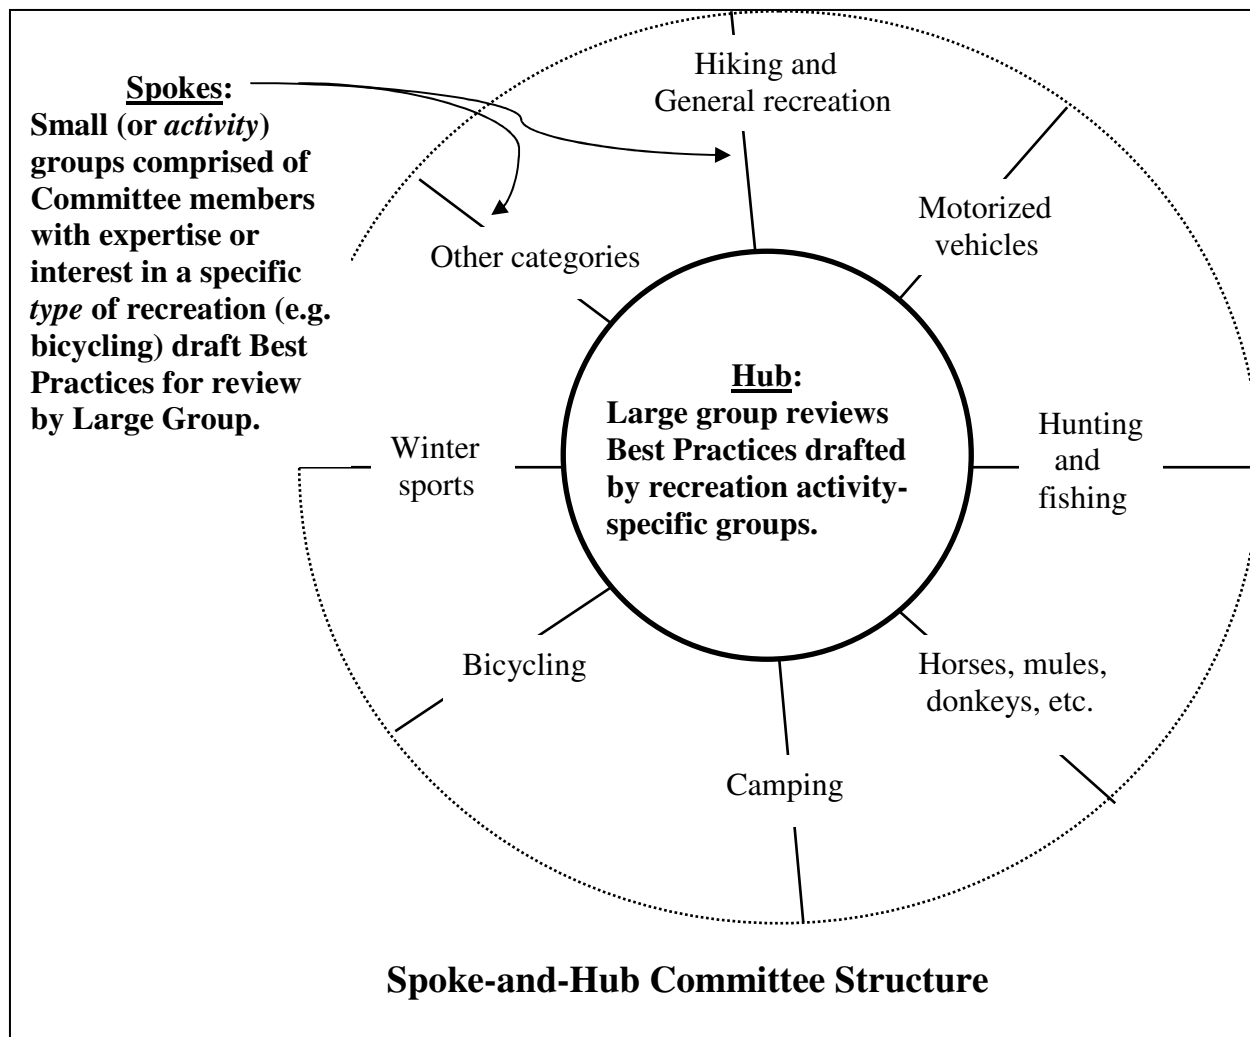 Spokes:
Small (or activity)
groups comprised of
Committee members
with expertise or
interest in a specific
type of recreation (e.g.
bicycling) draft Best
Practices for review
by Large Group.
Hiking and
General recreation
Motorized
vehicles
Other categories
Hub:
Large group reviews
Best Practices drafted
by recreation activity-
specific groups.
Hunting
and
fishing
Winter
sports
Horses, mules,
donkeys, etc.
Bicycling
Camping
Spoke-and-Hub Committee Structure